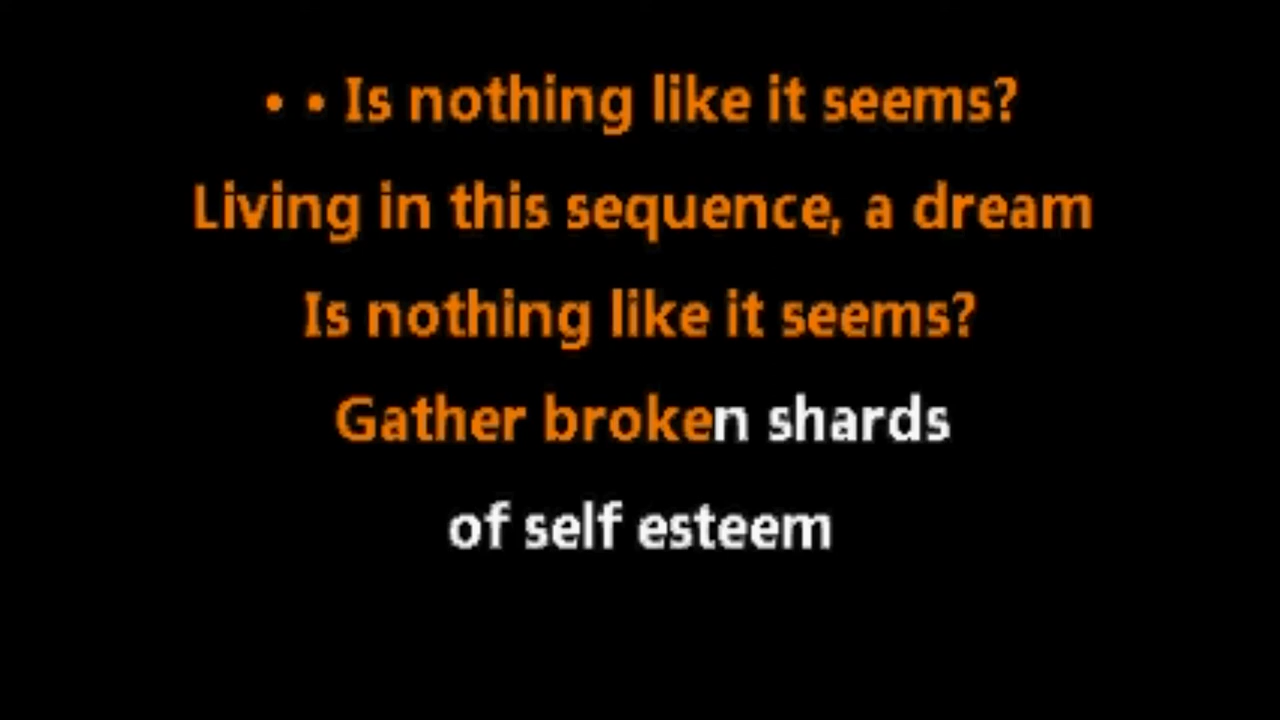 • • Is nothing like it seems?
Living in this sequence, a dream
Is nothing like it seems?
Gather broken shards
of self esteem